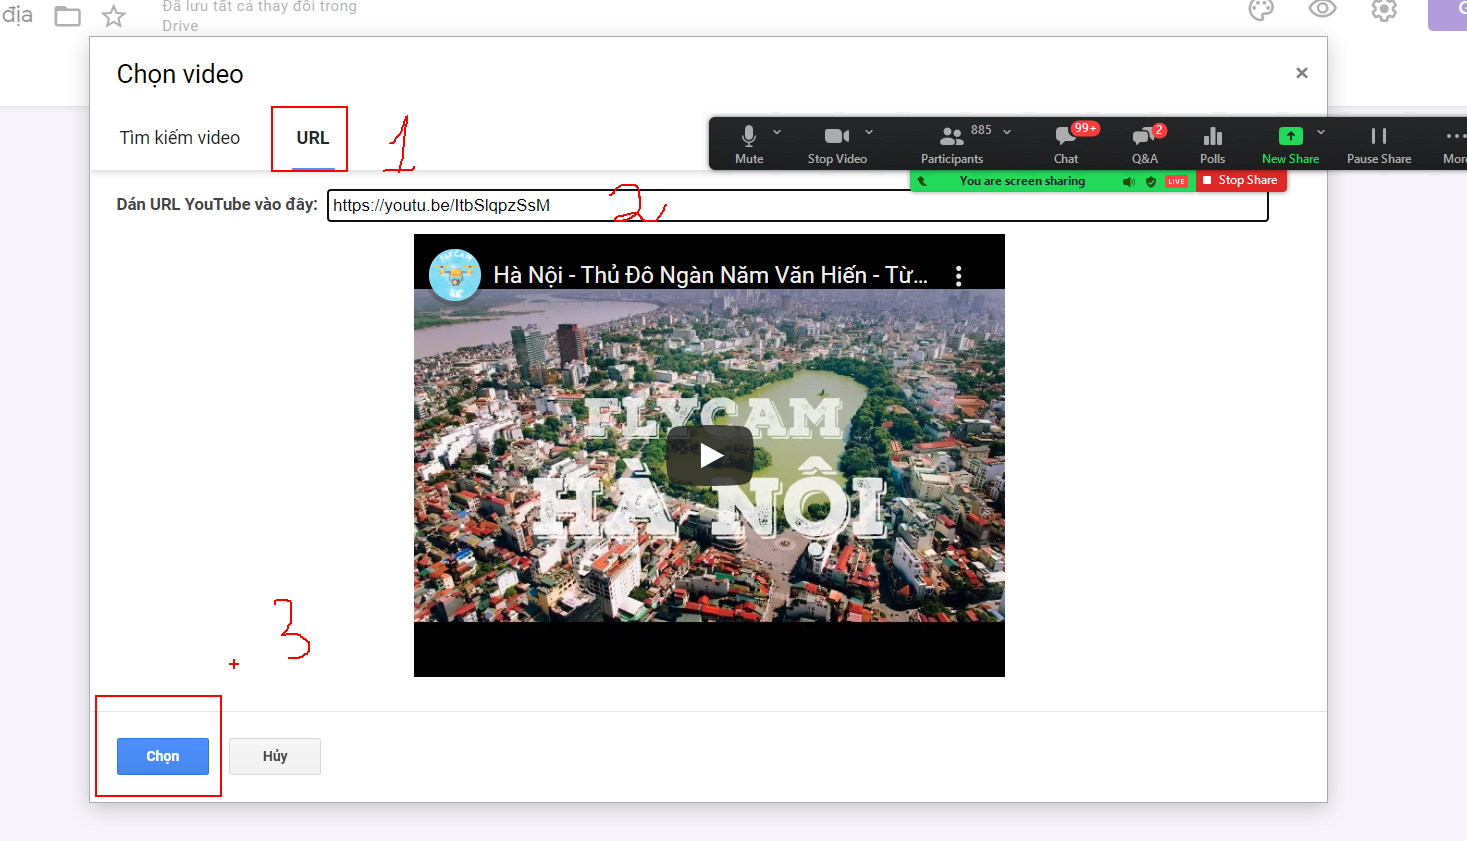 địa
Đã lưu tất cả thay đổi trong
Drive
Chọn video
×
Tìm kiếm video
URL
1
Mute
Stop Video
885
Participants
99+
Chat
2
Q&A
Polls
New Share
Pause Share
You are screen sharing
LIVE
Stop Share
Dán URL YouTube vào đây:
https://youtu.be/ItbSlqpzSsM
2
FLYCAM
4K
Hà Nội - Thủ Đô Ngàn Năm Văn Hiến - Từ...
FLYCAM
HÀ NỘI
3
Chọn
Hủy